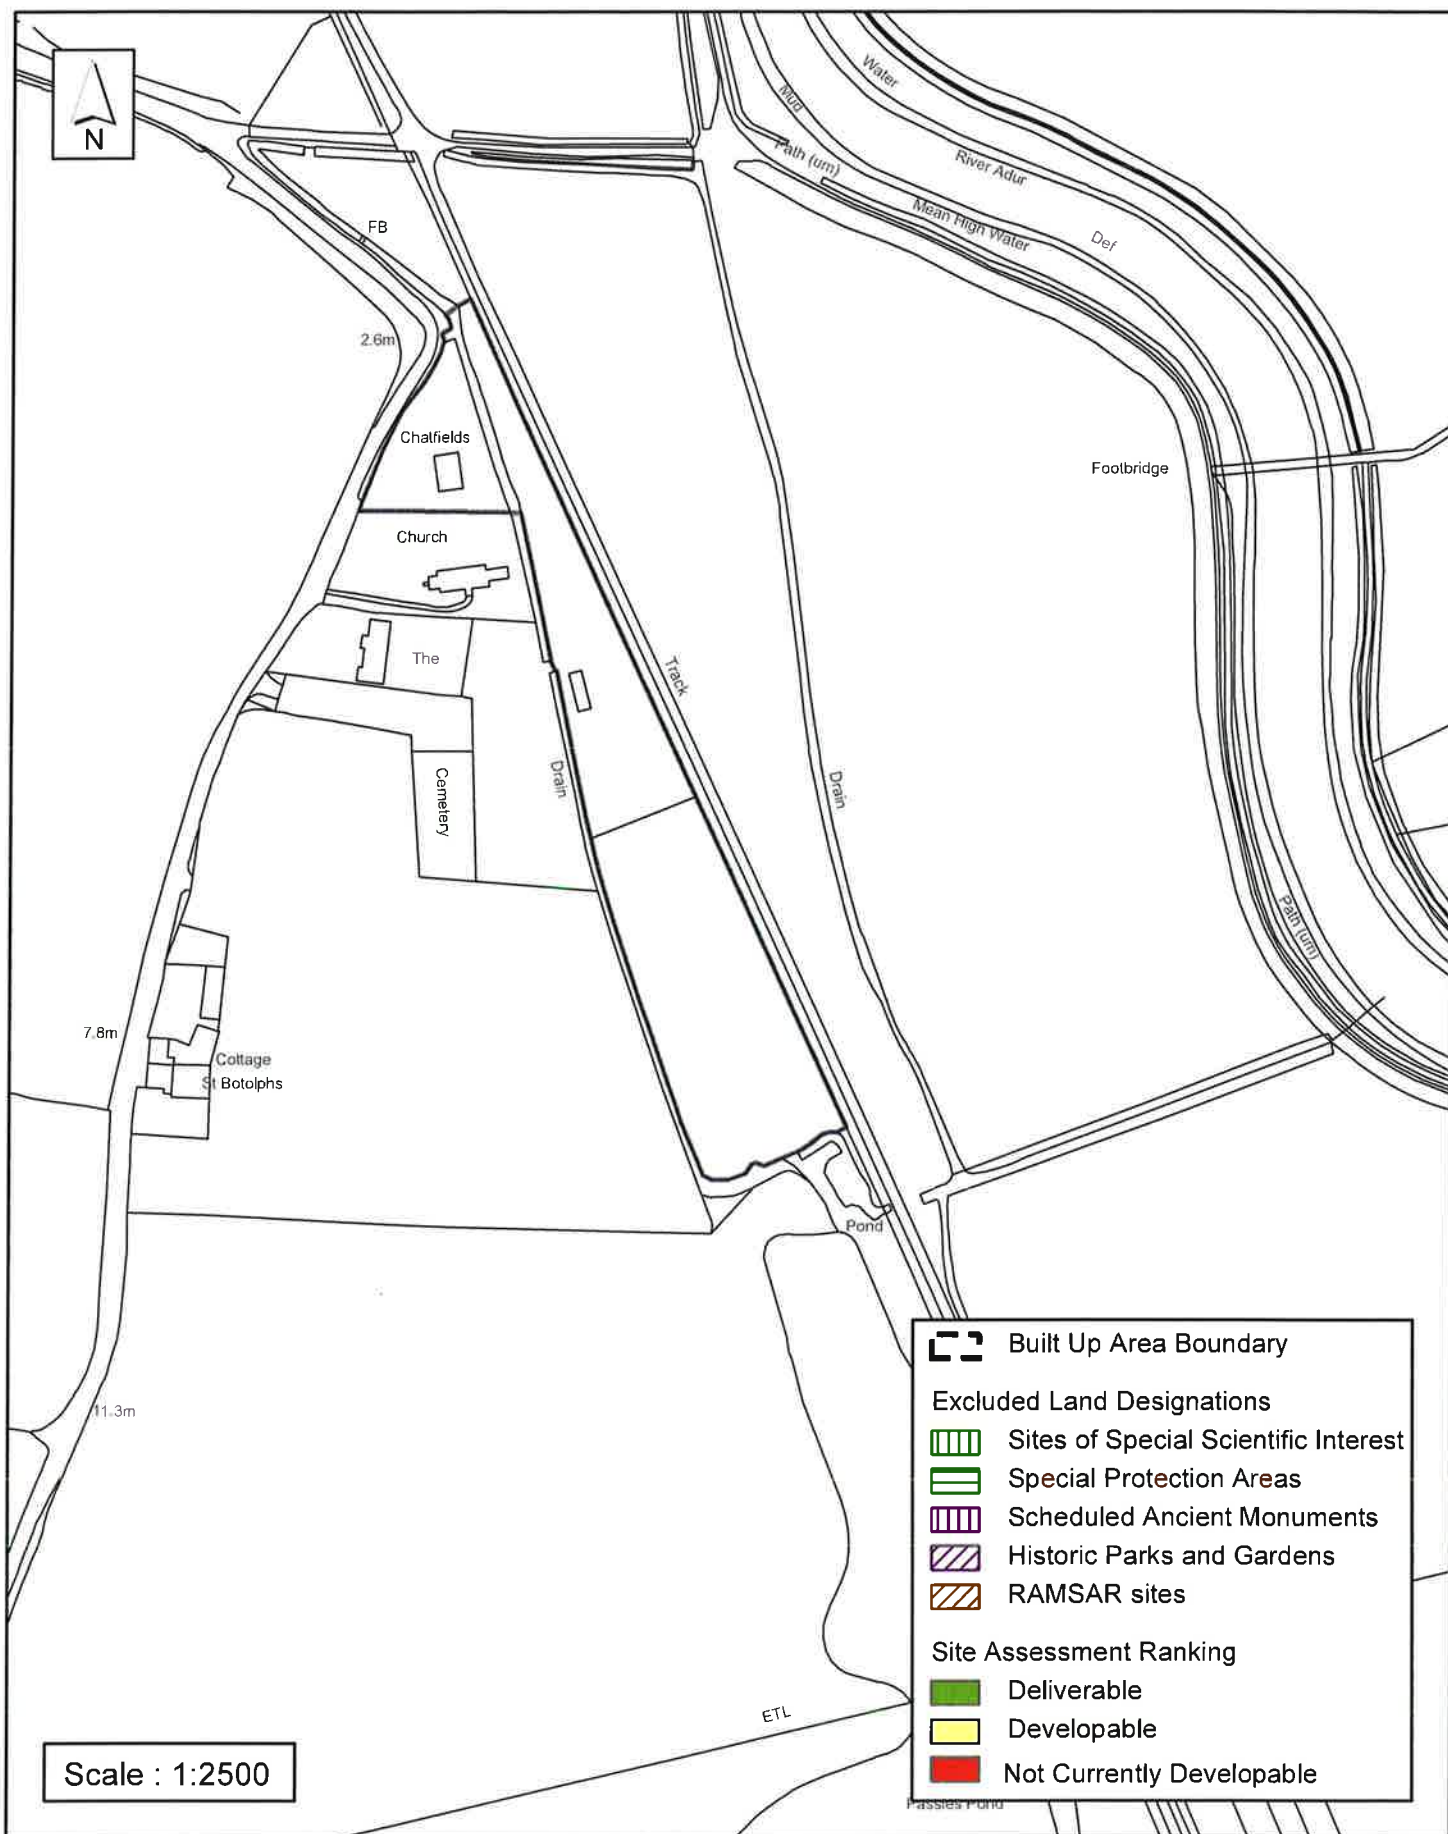 N
Water
Mud
River Adur
Path (um)
Mean High Water
Def
FB
2.6m
Chatfields
Footbridge
Church
The
Track
Drain
Drain
Cemetery
Path (um)
7.8m
Cottage
St Botolphs
Pond
11.3m
ETL
Built Up Area Boundary
Excluded Land Designations
Sites of Special Scientific Interest
Special Protection Areas
Scheduled Ancient Monuments
Historic Parks and Gardens
RAMSAR sites
Site Assessment Ranking
Deliverable
Developable
Not Currently Developable
Passies Pond
Scale : 1:2500